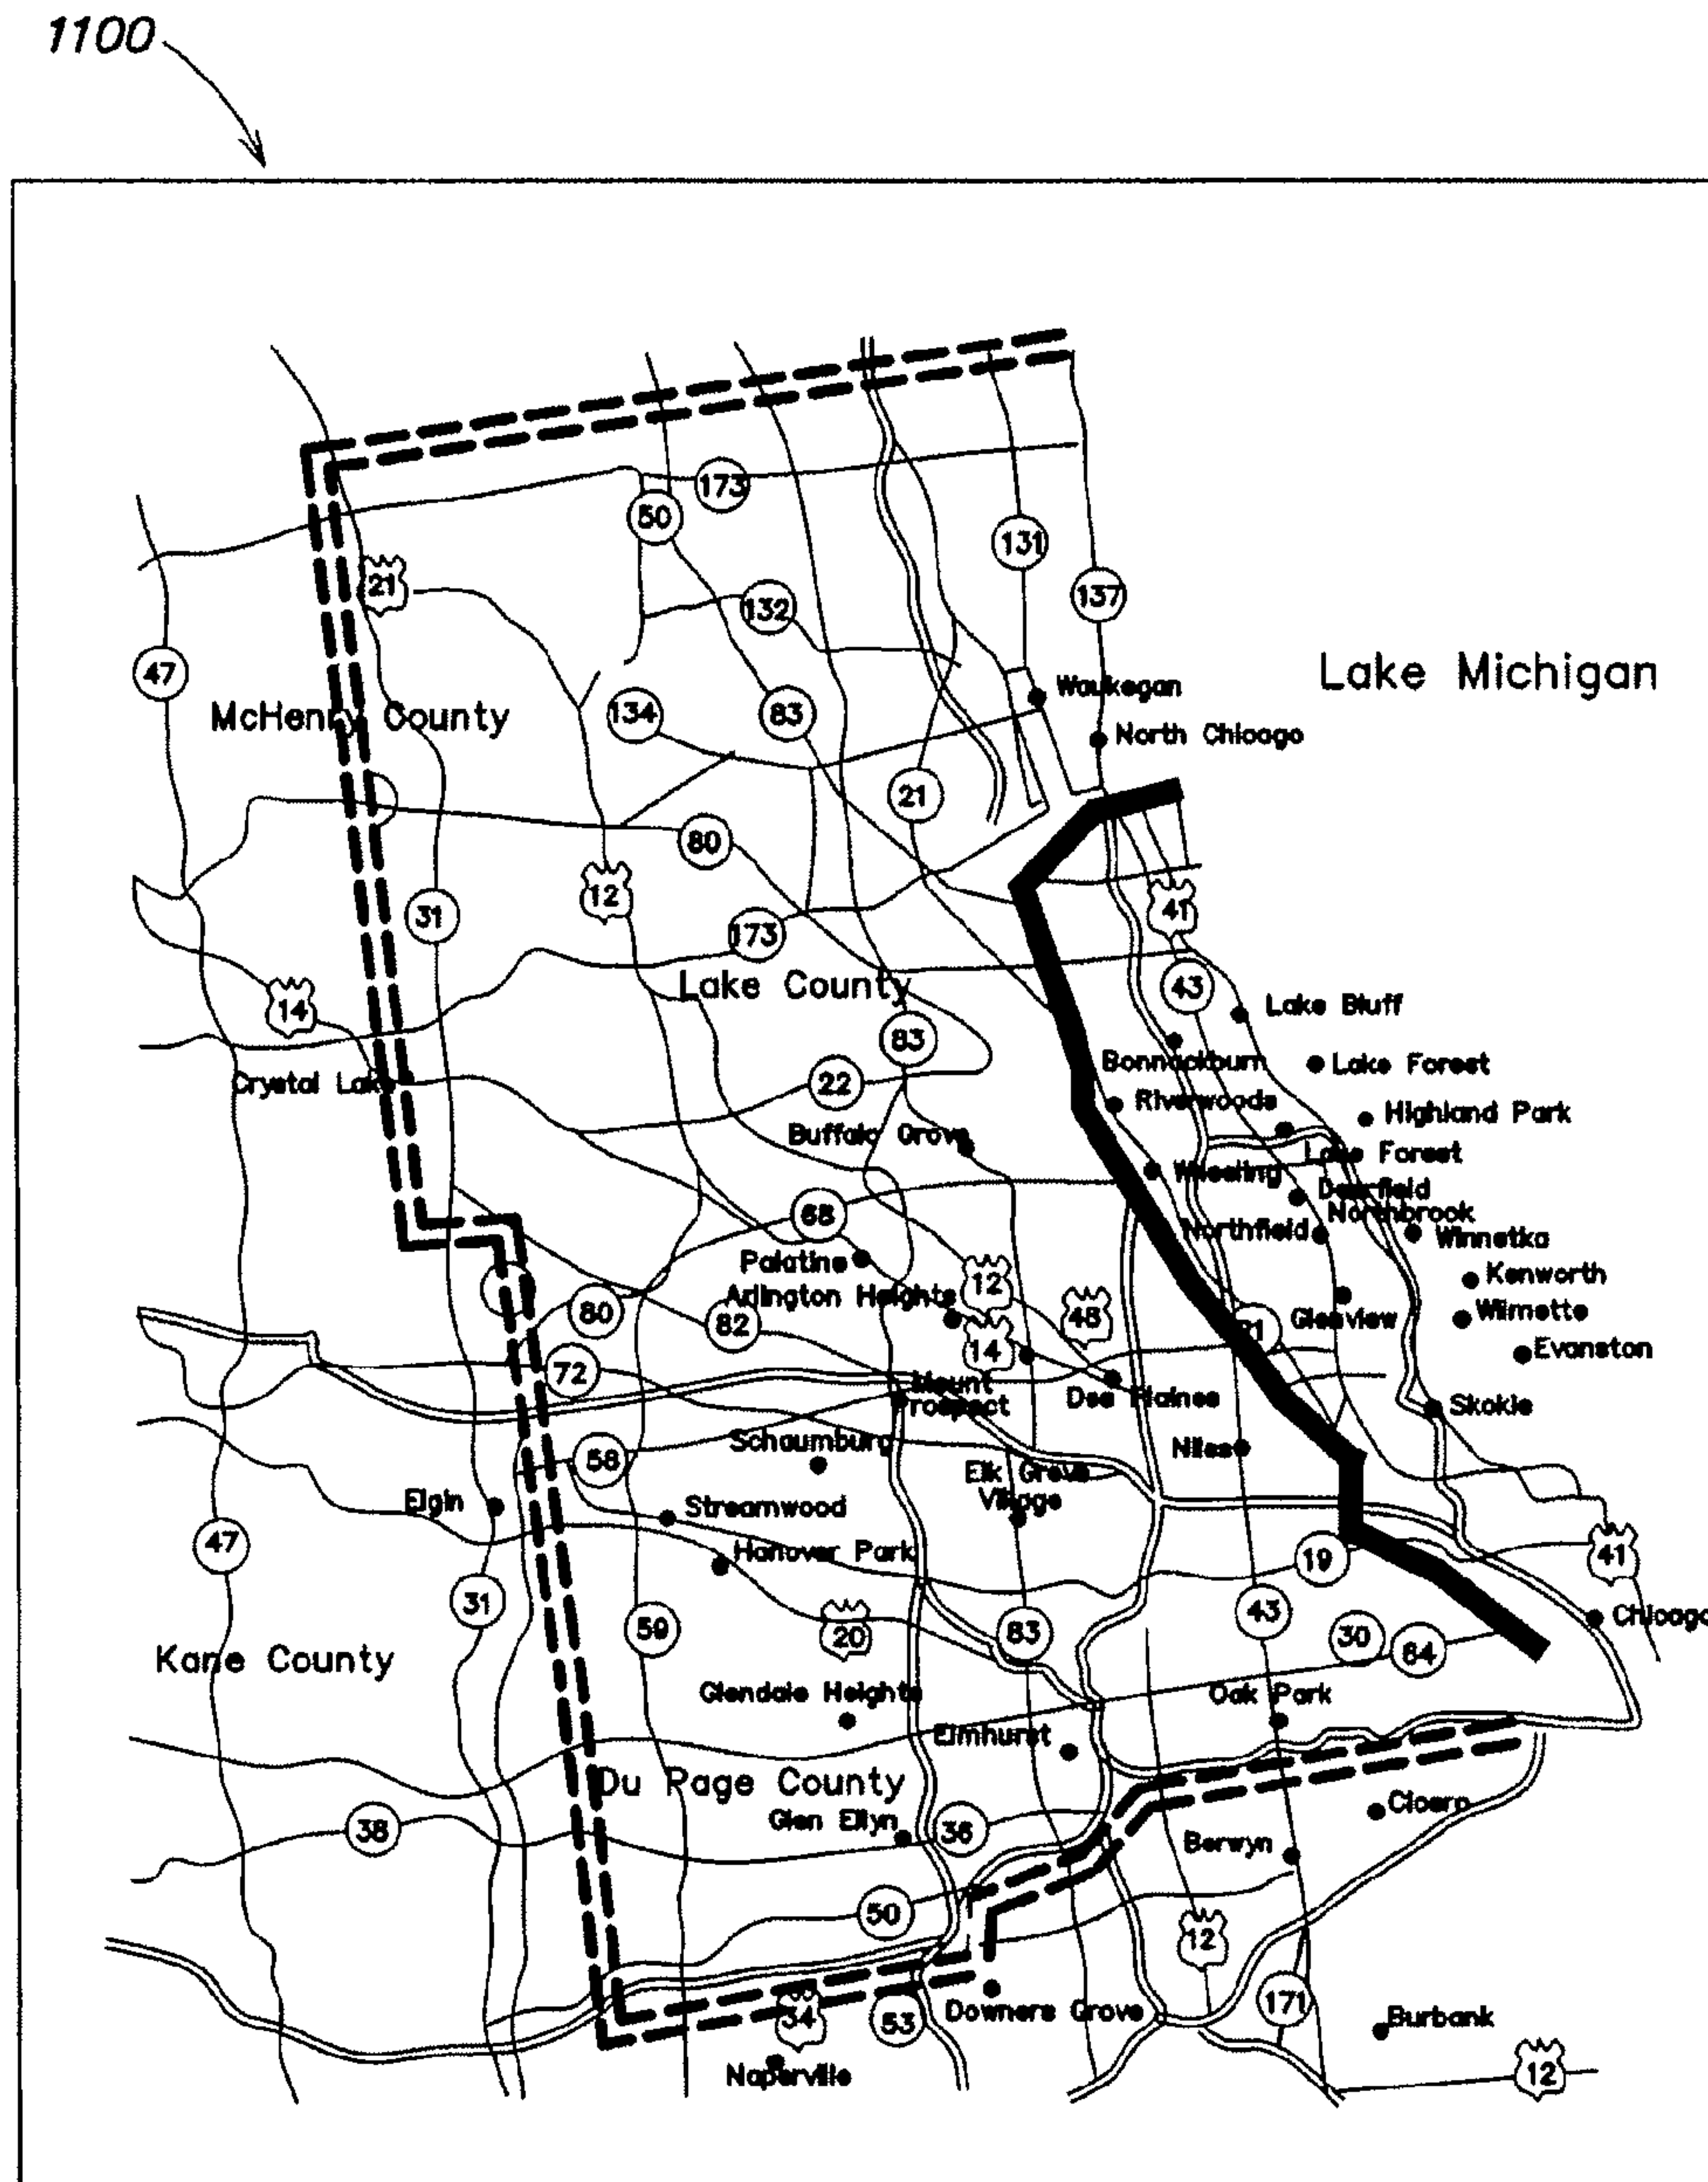 1100
173
50
131
21
132
137
47
Lake Michigan
Waukegan
McHenry County
134
83
North Chicago
21
80
12
31
41
173
Lake County
43
14
Lake Bluff
83
Bonnackburn
Lake Forest
22
Crystal Lake
Riverwoods
Highland Park
Buffalo Grove
Lake Forest
Wheeling
Deerfield
68
Northbrook
Northfield
Winnetka
Palatine
12
Kenworth
Arlington Heights
80
82
45
Glenview
Wilmette
21
14
Evanston
72
Mount
Prospect
Des Plaines
Skokie
Schaumburg
Niles
58
Elk Grove
Village
Elgin
Streamwood
47
Hanover Park
19
41
31
59
20
83
43
30
64
Chicago
Kane County
Glendale Heights
Oak Park
Elmhurst
Du Page County
Cicero
38
Glen Ellyn
36
Berwyn
50
12
34
53
Downers Grove
171
Burbank
Naperville
12